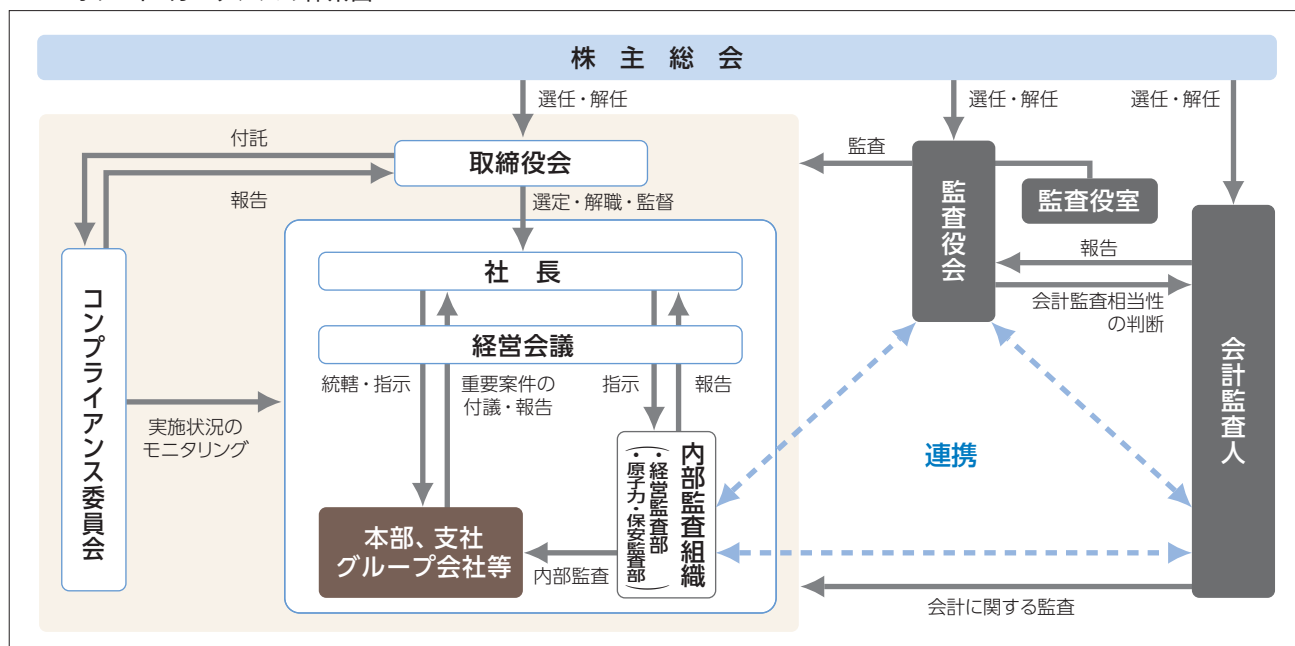 株主総会
選任・解任
選任・解任
選任・解任
付託
取締役会
監査
監査役会
監査役室
報告
選定・解職・監督
社長
報告
会計監査相当性
の判断
会計監査人
コンプライアンス委員会
経営会議
統轄・指示
重要案件の
付議・報告
指示
報告
実施状況の
モニタリング
内部監査組織
・経営監査部
・原子力・保安監査部
連携
本部、支社
グループ会社等
内部監査
会計に関する監査